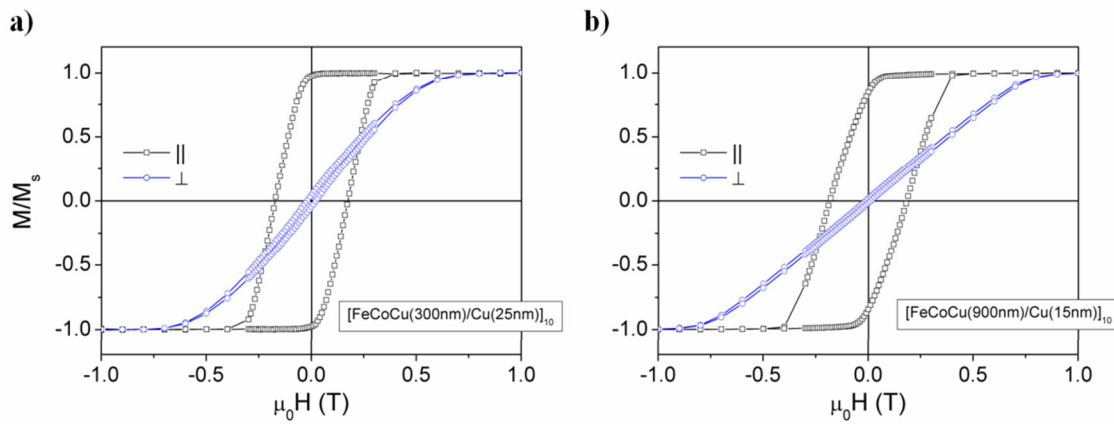 a)
1.0
0.5
0.0
-0.5
-1.0
M/Mₛ
||
⊥
[FeCoCu(300nm)/Cu(25nm)]₁₀
-1.0 -0.5 0.0 0.5 1.0
μ₀H (T)
b)
1.0
0.5
0.0
-0.5
-1.0
||
⊥
[FeCoCu(900nm)/Cu(15nm)]₁₀
-1.0 -0.5 0.0 0.5 1.0
μ₀H (T)